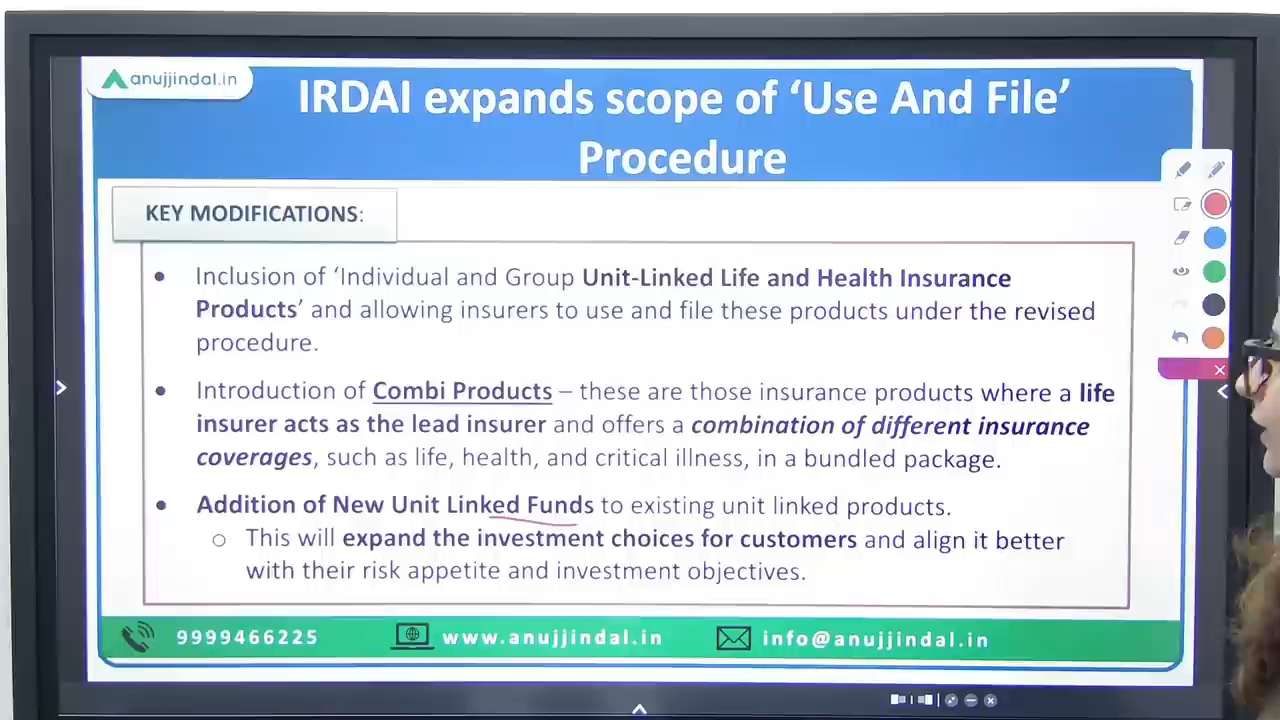 anujjindal.in
IRDAI expands scope of ‘Use And File’
Procedure
KEY MODIFICATIONS:
• Inclusion of ‘Individual and Group Unit-Linked Life and Health Insurance
Products’ and allowing insurers to use and file these products under the revised
procedure.
• Introduction of Combi Products – these are those insurance products where a life
insurer acts as the lead insurer and offers a combination of different insurance
coverages, such as life, health, and critical illness, in a bundled package.
• Addition of New Unit Linked Funds to existing unit linked products.
○ This will expand the investment choices for customers and align it better
with their risk appetite and investment objectives.
9999466225 www.anujjindal.in info@anujjindal.in